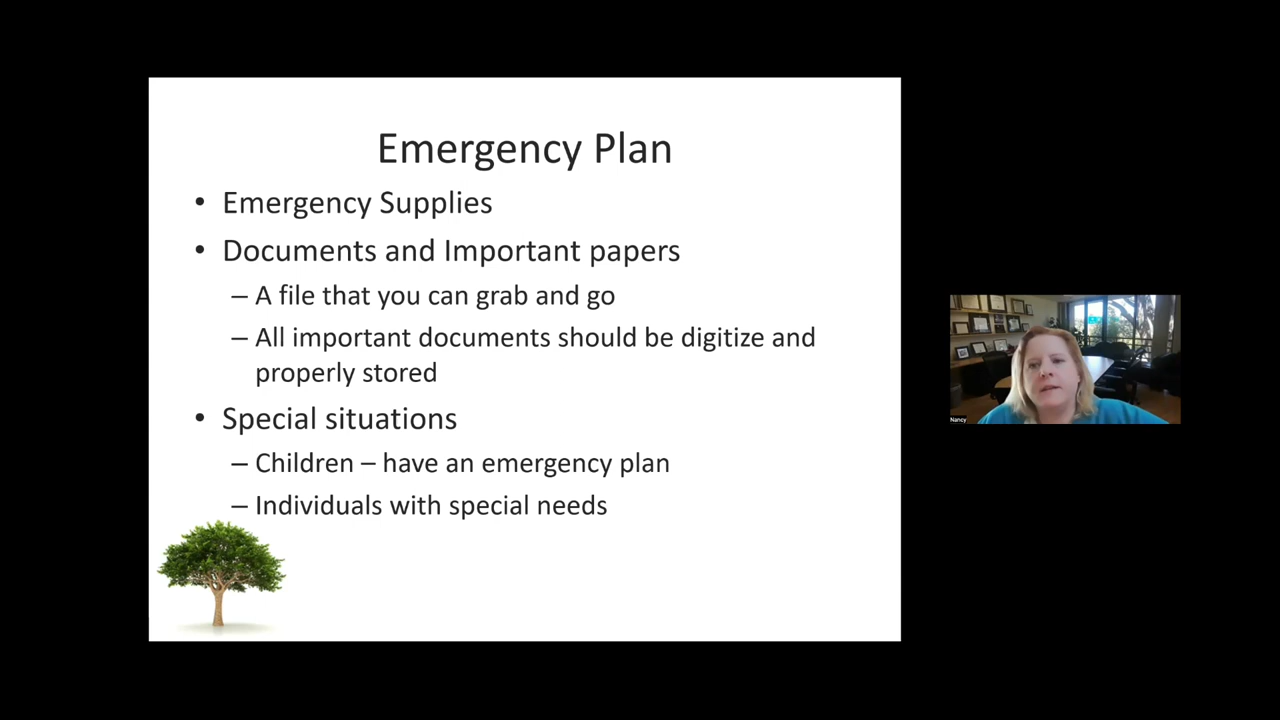 Emergency Plan
• Emergency Supplies
• Documents and Important papers
– A file that you can grab and go
– All important documents should be digitize and
properly stored
• Special situations
– Children – have an emergency plan
– Individuals with special needs
Nancy